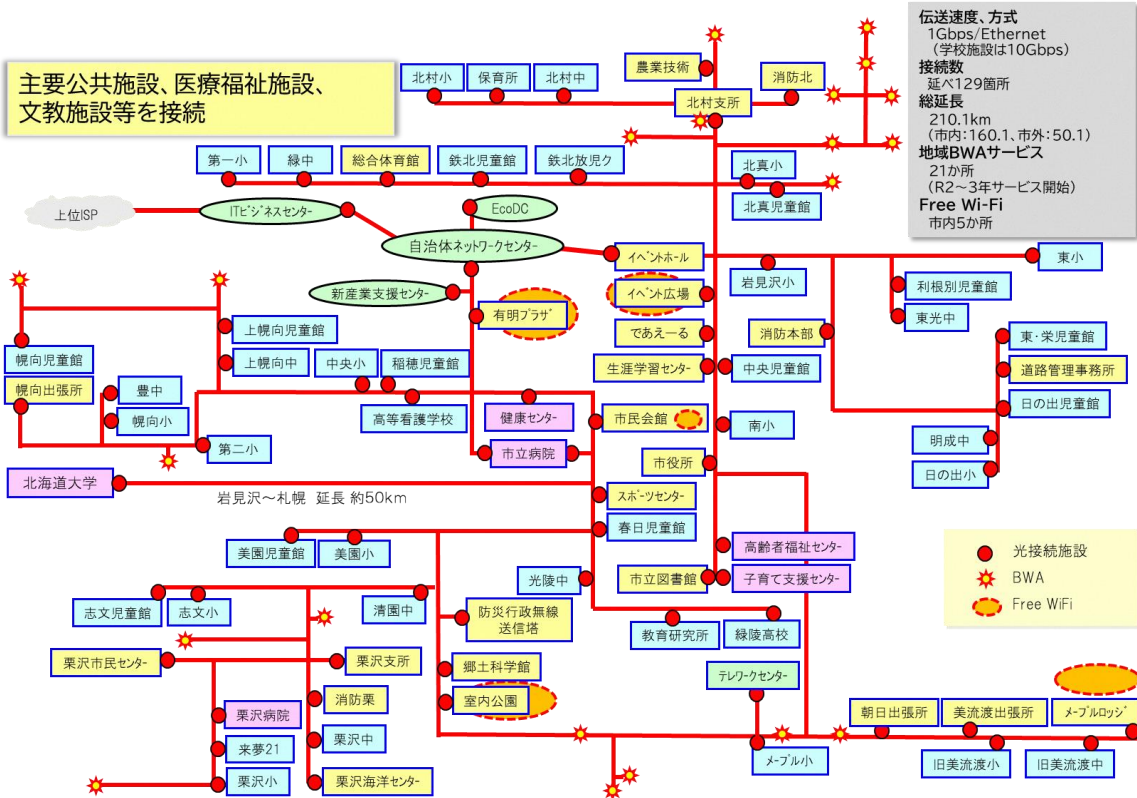 主要公共施設、医療福祉施設、
文教施設等を接続
伝送速度、方式
1Gbps/Ethernet
（学校施設は10Gbps）
接続数
延べ129箇所
総延長
210.1km
（市内：160.1、市外：50.1）
地域BWAサービス
21か所
（R2～3年サービス開始）
Free Wi-Fi
市内5か所
農業技術
北村小
保育所
北村中
消防北
北村支所
第一小
緑中
総合体育館
鉄北児童館
鉄北放児ク
北真小
北真児童館
上位ISP
ITビジネスセンター
EcoDC
自治体ネットワークセンター
新産業支援センター
有明プラザ
イベントホール
岩見沢小
東小
イベント広場
利根別児童館
東光中
であえーる
消防本部
生涯学習センター
中央児童館
東・栄児童館
道路管理事務所
日の出児童館
明成中
日の出小
上幌向児童館
上幌向中
幌向児童館
幌向出張所
豊中
幌向小
第二小
中央小
稲穂児童館
高等看護学校
健康センター
市民会館
南小
市立病院
市役所
北海道大学
岩見沢～札幌 延長 約50km
スポーツセンター
春日児童館
美園児童館
美園小
光陵中
高齢者福祉センター
市立図書館
子育て支援センター
光接続施設
BWA
Free WiFi
志文児童館
志文小
清園中
防災行政無線
送信塔
教育研究所
緑陵高校
栗沢市民センター
栗沢支所
郷土科学館
室内公園
テレワークセンター
消防栗
栗沢病院
栗沢中
来夢21
栗沢小
栗沢海洋センター
メープル小
朝日出張所
美流渡出張所
メープルロッジ
旧美流渡小
旧美流渡中